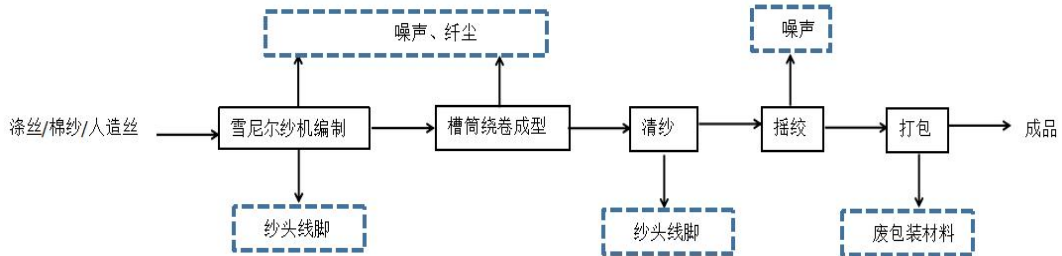 噪声、纤尘
噪声
涤丝/棉纱/人造丝
雪尼尔纱机编制
槽筒绕卷成型
清纱
摇绞
打包
成品
纱头线脚
纱头线脚
废包装材料